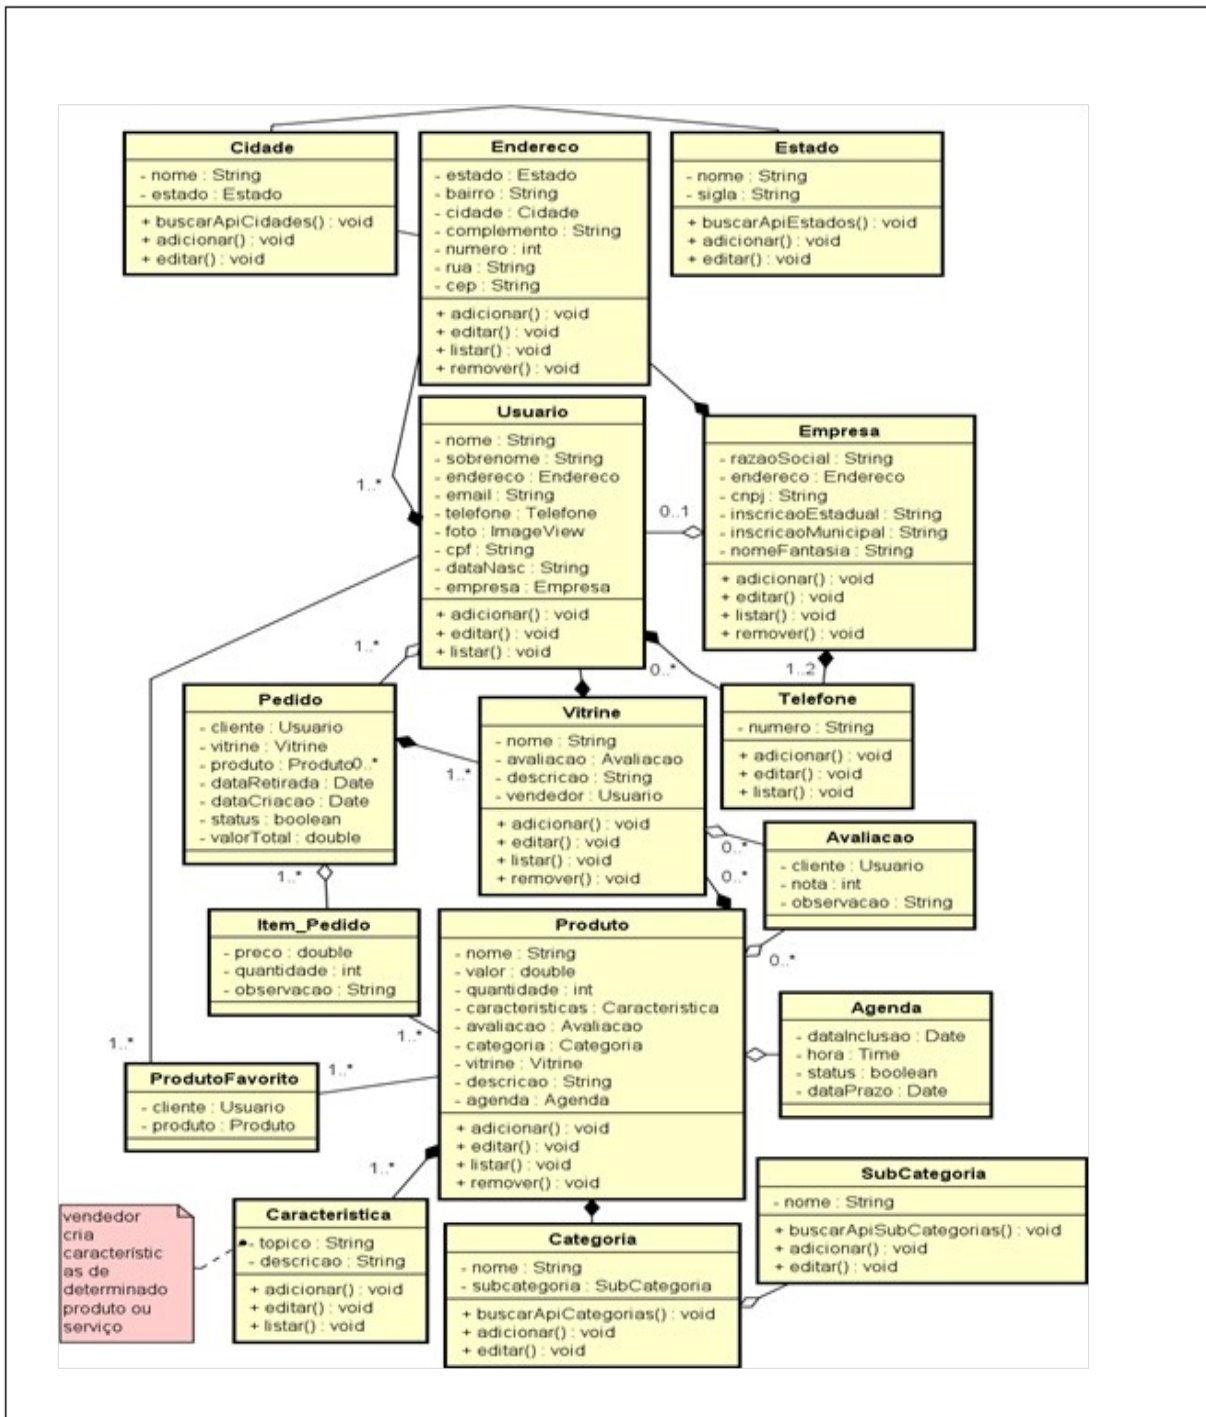 Cidade
- nome : String
- estado : Estado
+ buscarApiCidades() : void
+ adicionar() : void
+ editar() : void
Endereco
- estado : Estado
- bairro : String
- cidade : Cidade
- complemento : String
- numero : int
- rua : String
- cep : String
+ adicionar() : void
+ editar() : void
+ listar() : void
+ remover() : void
Estado
- nome : String
- sigla : String
+ buscarApiEstados() : void
+ adicionar() : void
+ editar() : void
1..*
Usuario
- nome : String
- sobrenome : String
- endereco : Endereco
- email : String
- telefone : Telefone
- foto : ImageView
- cpf : String
- dataNasc : String
- empresa : Empresa
+ adicionar() : void
+ editar() : void
+ listar() : void
0..1
Empresa
- razaoSocial : String
- endereco : Endereco
- cnpj : String
- inscricaoEstadual : String
- inscricaoMunicipal : String
- nomeFantasia : String
+ adicionar() : void
+ editar() : void
+ listar() : void
+ remover() : void
1..*
0..*
1..2
Pedido
- cliente : Usuario
- vitrine : Vitrine
- produto : Produto0..*
- dataRetirada : Date
- dataCriacao : Date
- status : boolean
- valorTotal : double
1..*
Vitrine
- nome : String
- avaliacao : Avaliacao
- descricao : String
- vendedor : Usuario
+ adicionar() : void
+ editar() : void
+ listar() : void
+ remover() : void
Telefone
- numero : String
+ adicionar() : void
+ editar() : void
+ listar() : void
0..*
0..*
Avaliacao
- cliente : Usuario
- nota : int
- observacao : String
0..*
1..*
Item_Pedido
- preco : double
- quantidade : int
- observacao : String
1..*
Produto
- nome : String
- valor : double
- quantidade : int
- caracteristicas : Caracteristica
- avaliacao : Avaliacao
- categoria : Categoria
- vitrine : Vitrine
- descricao : String
- agenda : Agenda
+ adicionar() : void
+ editar() : void
+ listar() : void
+ remover() : void
Agenda
- dataInclusao : Date
- hora : Time
- status : boolean
- dataPrazo : Date
1..*
1..*
ProdutoFavorito
- cliente : Usuario
- produto : Produto
1..*
vendedor
cria
característic
as de
determinado
produto ou
serviço
Caracteristica
- topico : String
- descricao : String
+ adicionar() : void
+ editar() : void
+ listar() : void
Categoria
- nome : String
- subcategoria : SubCategoria
+ buscarApiCategorias() : void
+ adicionar() : void
+ editar() : void
SubCategoria
- nome : String
+ buscarApiSubCategorias() : void
+ adicionar() : void
+ editar() : void